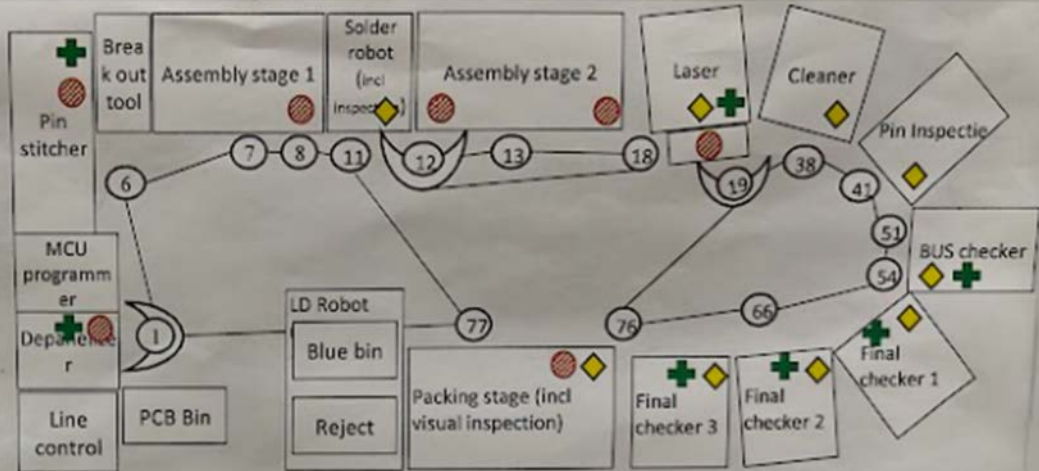 Brea
k out
tool
Assembly stage 1
Solder
robot
(incl
Assembly stage 2
Laser
Cleaner
Pin Inspectie
Pin
stitcher
6
7
8
11
12
13
18
19
38
41
51
54
66
76
77
1
MCU
programm
er
BUS checker
LD Robot
Blue bin
Reject
PCB Bin
Line
control
Packing stage (incl
visual inspection)
Final
checker 3
Final
checker 2
Final
checker 1